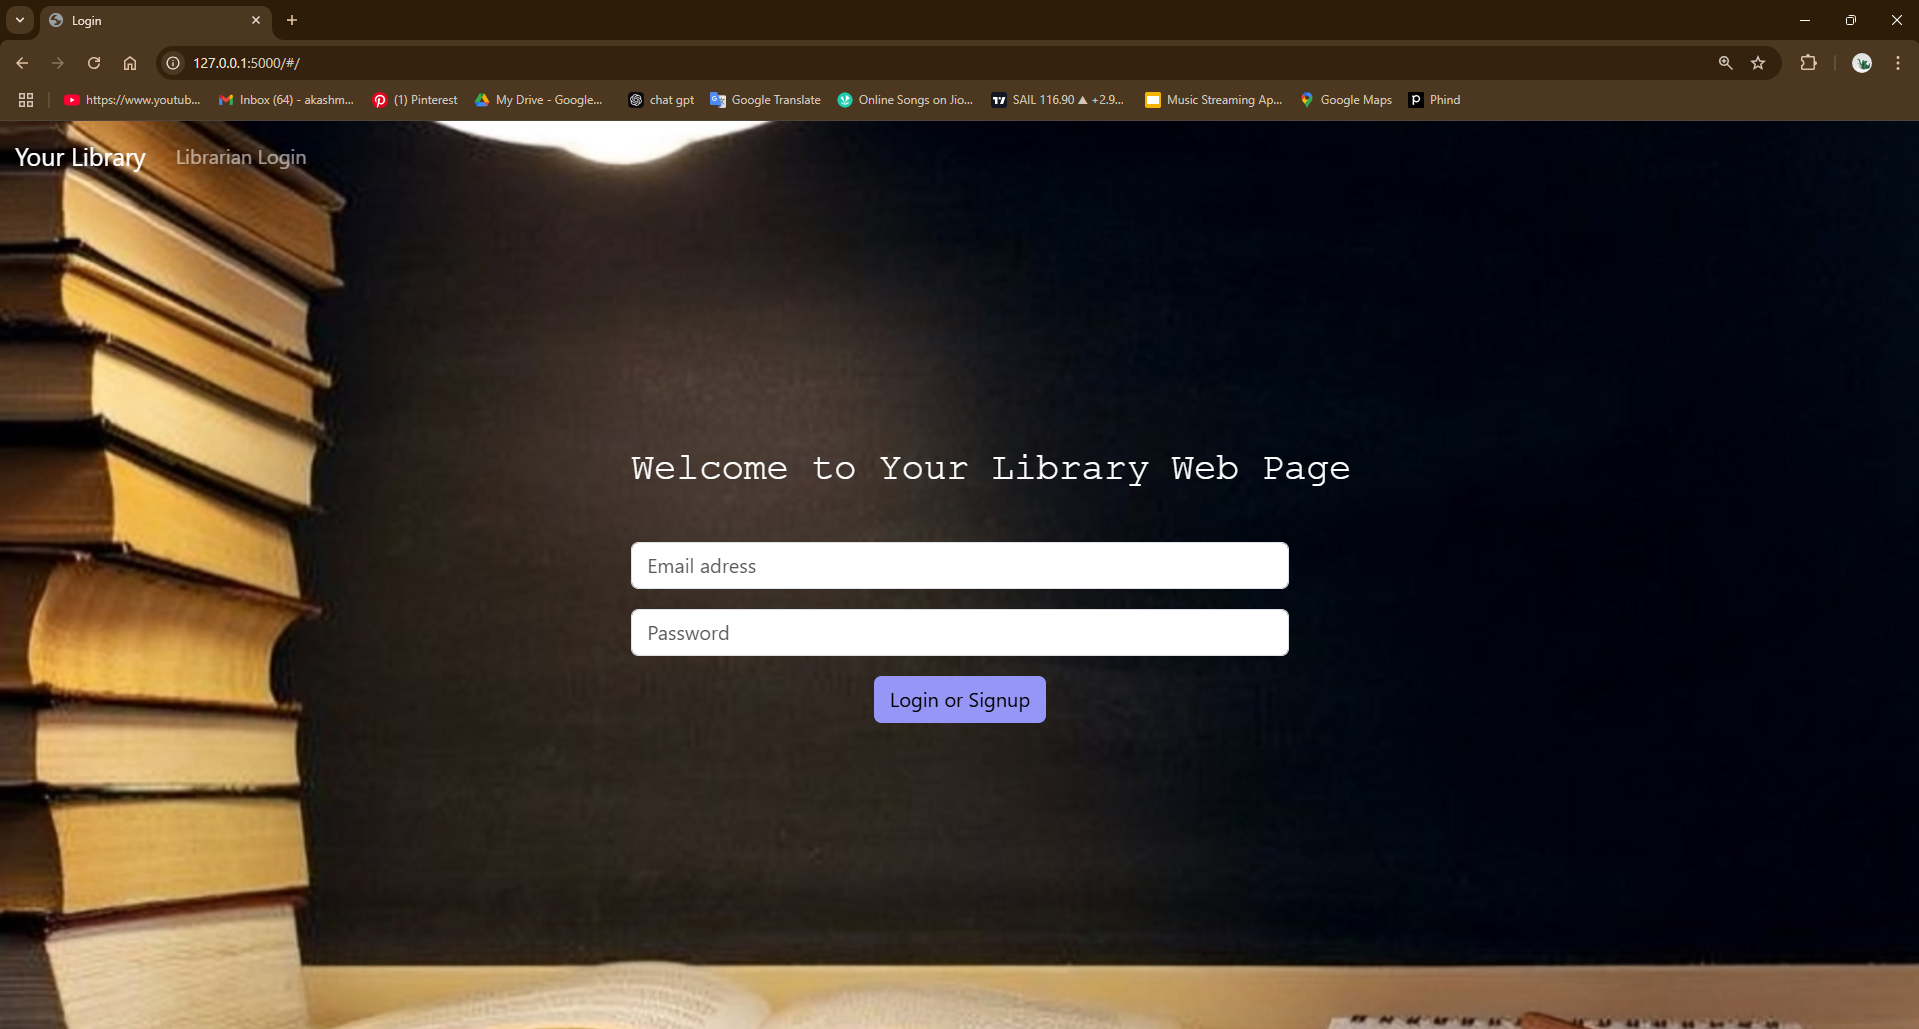 Login
127.0.0.1:5000/#/
https://www.youtub... Inbox (64) - akashm... (1) Pinterest My Drive - Google... chat gpt Google Translate Online Songs on Jio... SAIL 116.90 ▲ +2.9... Music Streaming Ap... Google Maps Phind
Your Library Librarian Login
Welcome to Your Library Web Page
Email adress
Password
Login or Signup